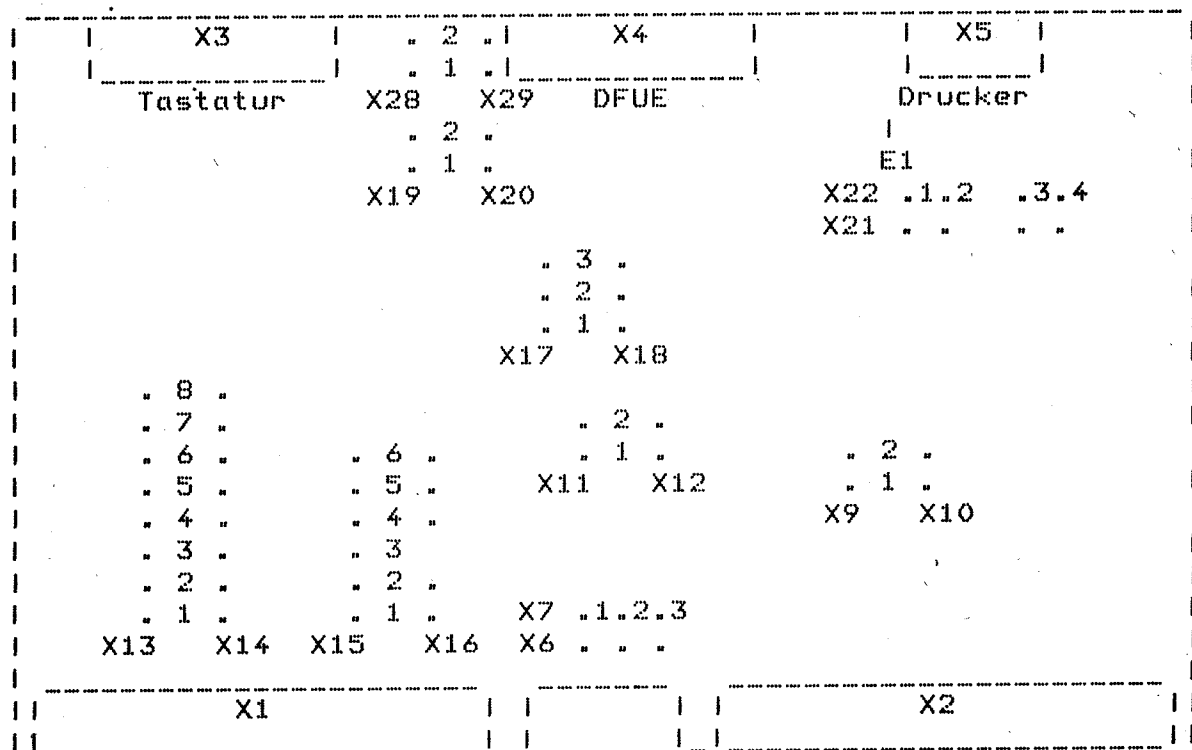 X3 . 2 . X4 X5
. 1 .
Tastatur X28 X29 DFUE Drucker
. 2 .
. 1 . E1
X19 X20 X22 .1.2 .3.4
X21 . . . .
. 3 .
. 2 .
. 1 .
X17 X18
. 8 .
. 7 . . 2 .
. 6 . . 6 . . 1 . . 2 .
. 5 . . 5 . X11 X12 . 1 .
. 4 . . 4 . X9 X10
. 3 . . 3
. 2 . . 2 .
. 1 . . 1 . X7 .1.2.3
X13 X14 X15 X16 X6 . . .
X1 X2